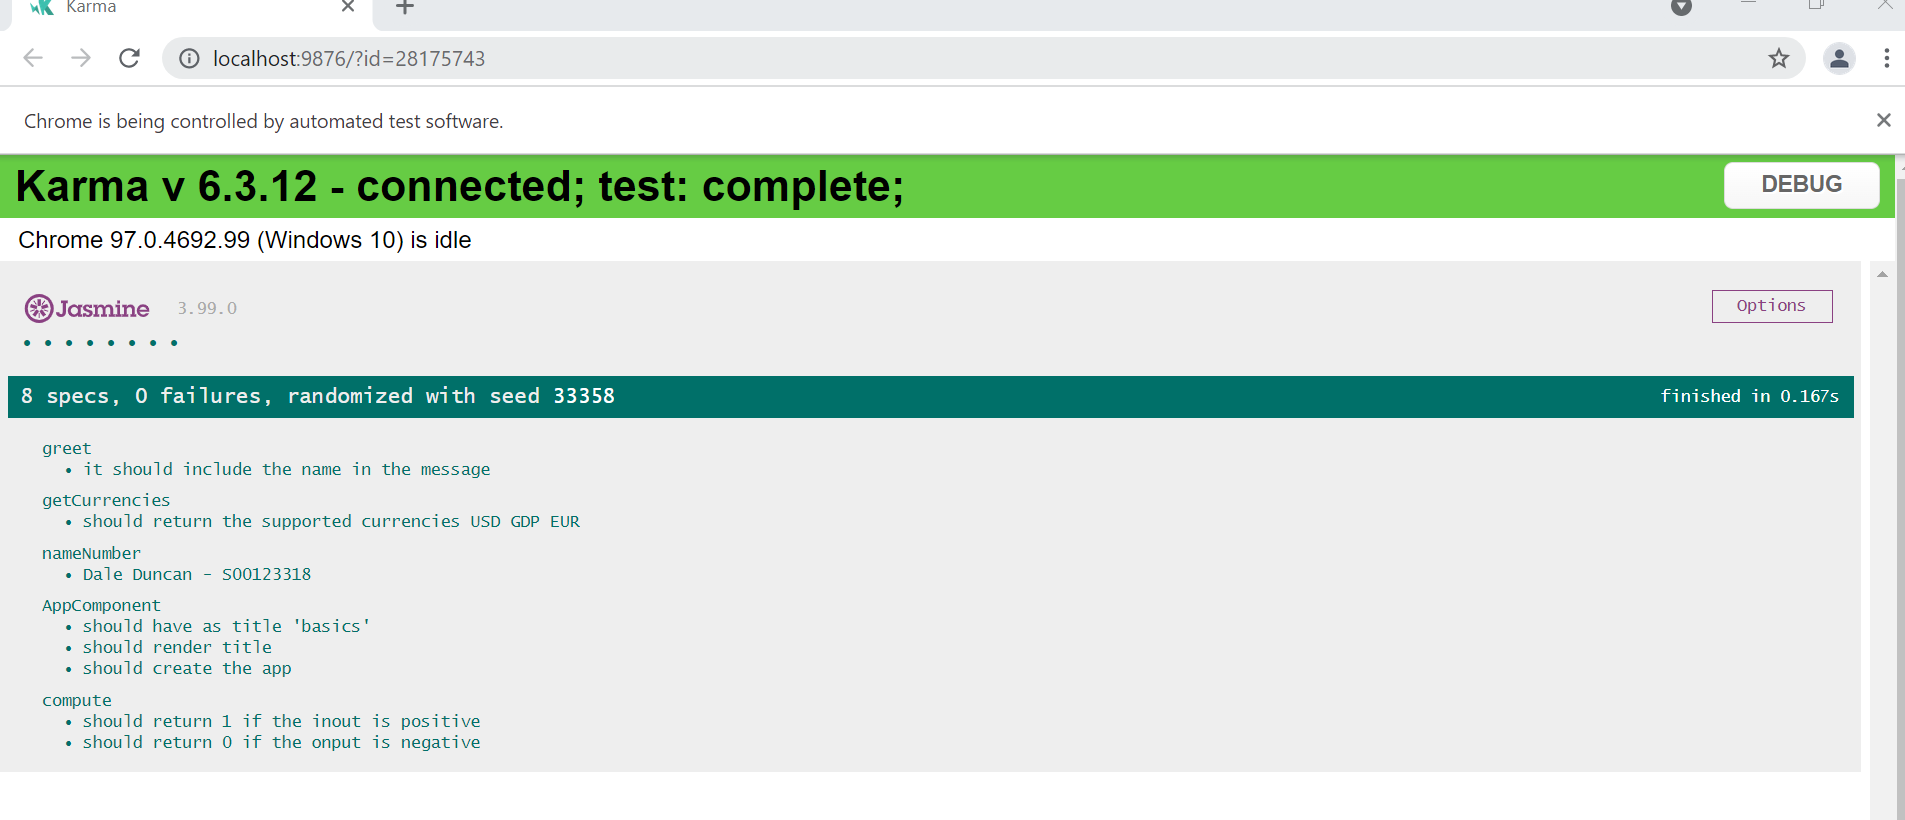 Karma
localhost:9876/?id=28175743
Chrome is being controlled by automated test software.
Karma v 6.3.12 - connected; test: complete;
DEBUG
Chrome 97.0.4692.99 (Windows 10) is idle
Jasmine 3.99.0
Options
8 specs, 0 failures, randomized with seed 33358
finished in 0.167s
greet
• it should include the name in the message
getCurrencies
• should return the supported currencies USD GDP EUR
nameNumber
• Dale Duncan - S00123318
AppComponent
• should have as title 'basics'
• should render title
• should create the app
compute
• should return 1 if the inout is positive
• should return 0 if the onput is negative